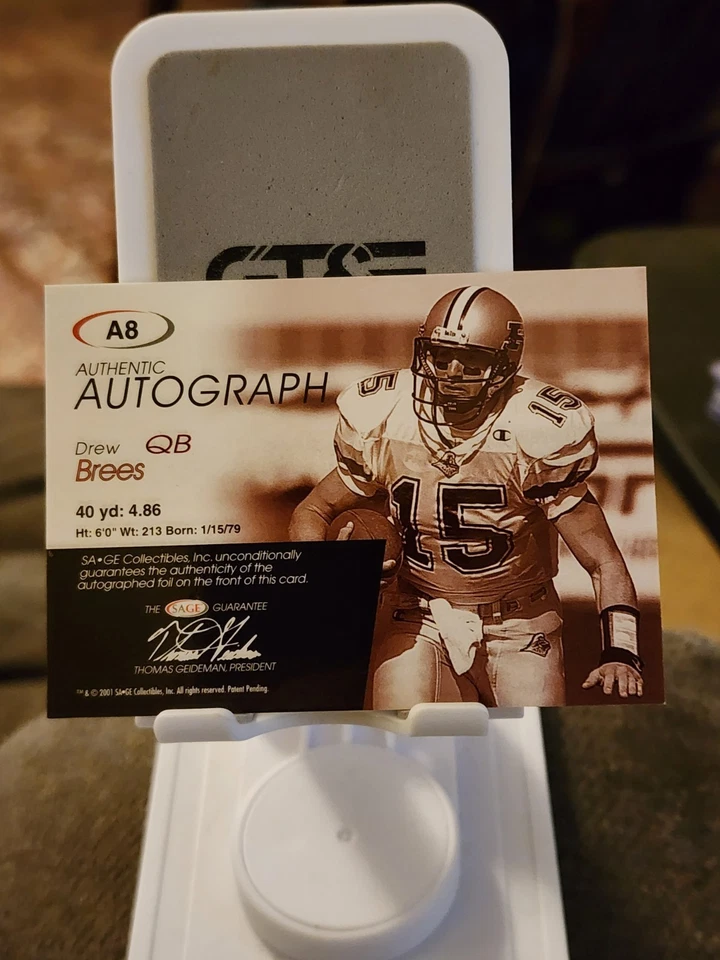 GTSE
A8
AUTHENTIC
AUTOGRAPH
Drew QB
Brees
40 yd: 4.86
Ht: 6'0" Wt: 213 Born: 1/15/79
SA•GE Collectibles, Inc. unconditionally
guarantees the authenticity of the
autographed foil on the front of this card.
THE SAGE GUARANTEE
THOMAS GEIDEMAN, PRESIDENT
™ & © 2001 SA•GE Collectibles, Inc. All rights reserved. Patent Pending.
15
15
15